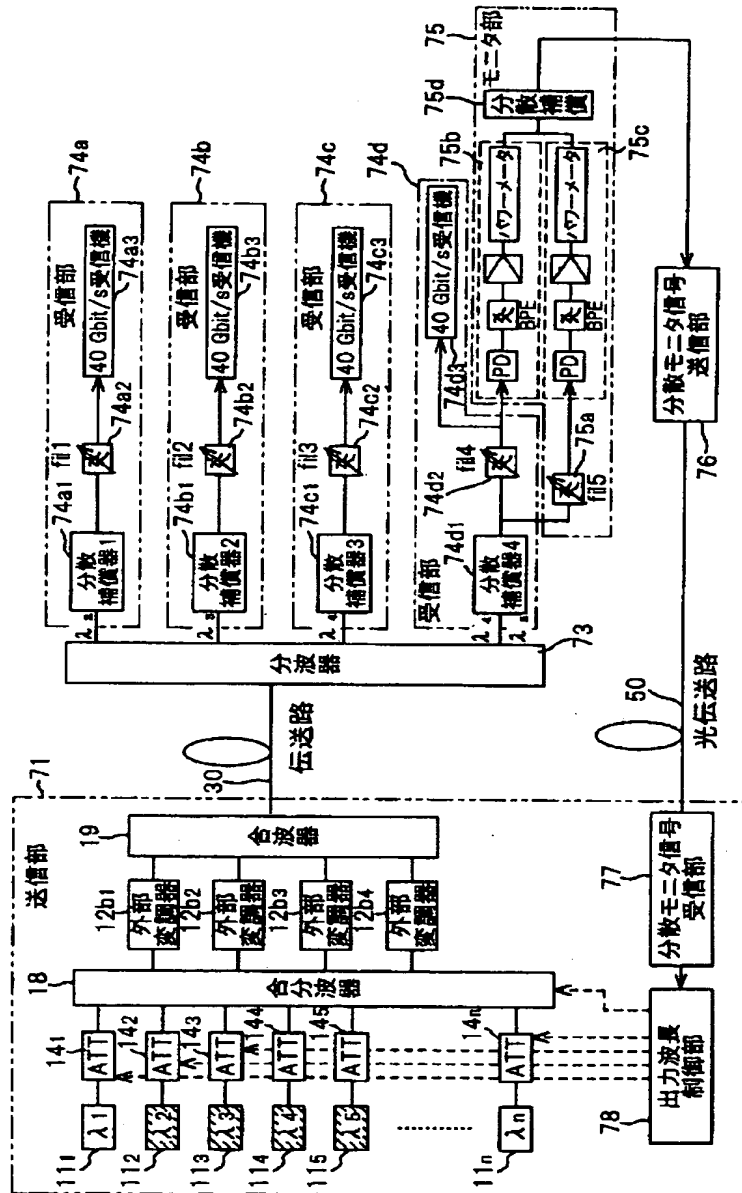 送信部
71
λ1
λ2
λ3
λ4
λ5
λn
11₁
11₂
11₃
11₄
11₅
11n
ATT
ATT
ATT
ATT
ATT
ATT
14₁
14₂
14₃
14₄
14₅
14n
合分波器
18
外部変調器
12b1
外部変調器
12b2
外部変調器
12b3
外部変調器
12b4
合波器
19
30
伝送路
分波器
73
受信部
74a
λ₂
分散補償器1
74a1
fil1
74a2
40 Gbit/s受信機
74a3
受信部
74b
λ₃
分散補償器2
74b1
fil2
74b2
40 Gbit/s受信機
74b3
受信部
74c
λ₄
分散補償器3
74c1
fil3
74c2
40 Gbit/s受信機
74c3
受信部
74d
λ₄
分散補償器4
74d1
fil4
74d2
40 Gbit/s受信機
74d3
fil5
75a
PD
BPE
パワーメータ
75b
PD
BPE
パワーメータ
75c
分散補償
75d
モニタ部
75
分散モニタ信号送信部
76
光伝送路
50
分散モニタ信号受信部
77
出力波長制御部
78